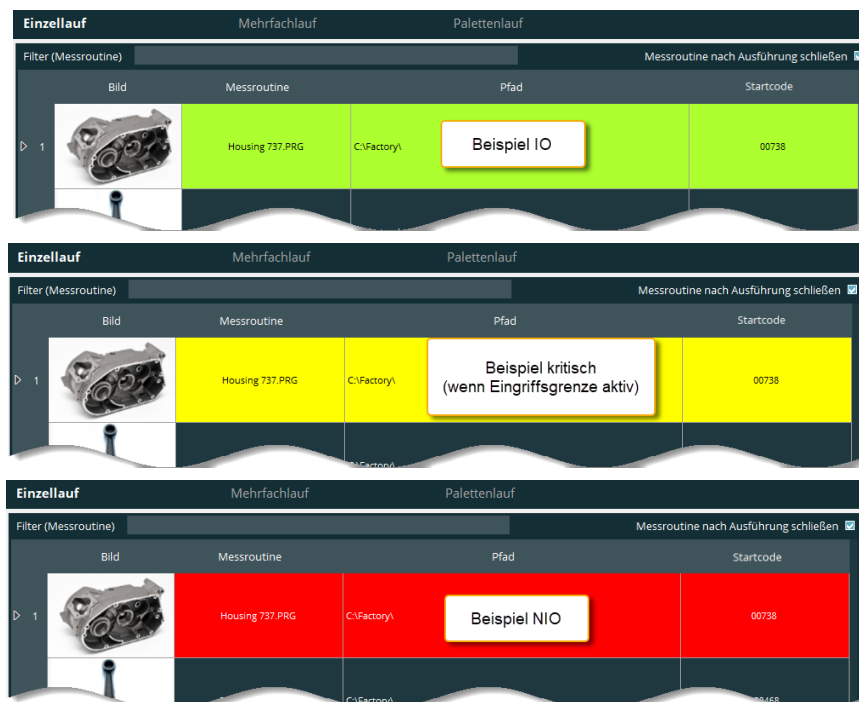 Einzellauf Mehrfachlauf Palettenlauf
Filter (Messroutine) Messroutine nach Ausführung schließen
Bild Messroutine Pfad Startcode
1 Housing 737.PRG C:\Factory\ Beispiel IO 00738
Einzellauf Mehrfachlauf Palettenlauf
Filter (Messroutine) Messroutine nach Ausführung schließen
Bild Messroutine Pfad Startcode
1 Housing 737.PRG C:\Factory\ Beispiel kritisch 00738
(wenn Eingriffsgrenze aktiv)
C:\Factory\
Einzellauf Mehrfachlauf Palettenlauf
Filter (Messroutine) Messroutine nach Ausführung schließen
Bild Messroutine Pfad Startcode
1 Housing 737.PRG C:\Factory\ Beispiel NIO 00738
C:\Factory\